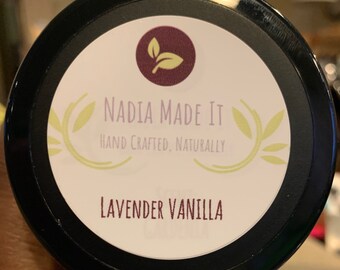 Nadia Made It
Hand Crafted, Naturally
Lavender VANILLA